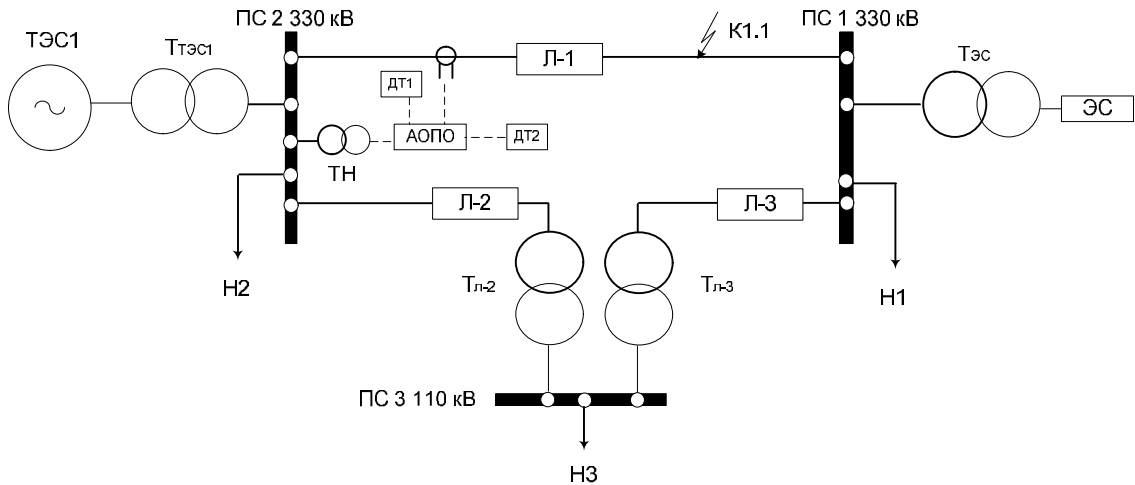 ПС 2 330 кВ
ПС 1 330 кВ
ТЭС1
ТТЭС1
К1.1
Л-1
ТЭС
ДТ1
ЭС
АОПО
ДТ2
ТН
Л-2
Л-3
Н2
Тл-2
Тл-3
Н1
ПС 3 110 кВ
Н3